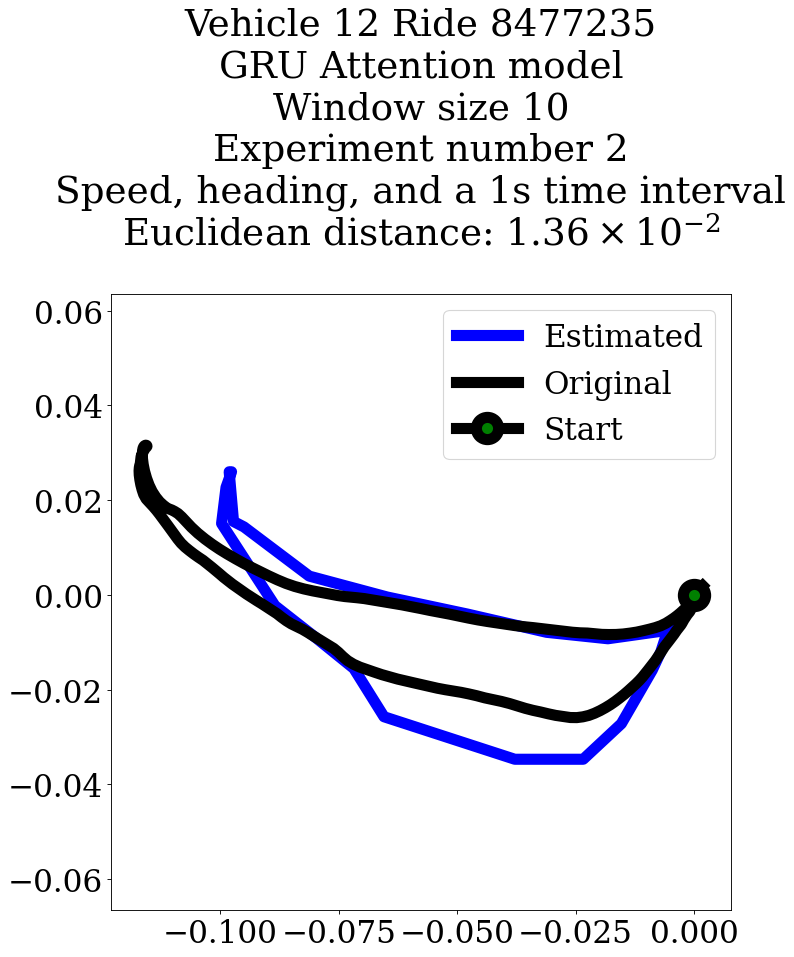 Vehicle 12 Ride 8477235
GRU Attention model
Window size 10
Experiment number 2
Speed, heading, and a 1s time interval
Euclidean distance: 1.36 × 10⁻²
Estimated
Original
Start
0.06
0.04
0.02
0.00
−0.02
−0.04
−0.06
−0.100 −0.075 −0.050 −0.025 0.000